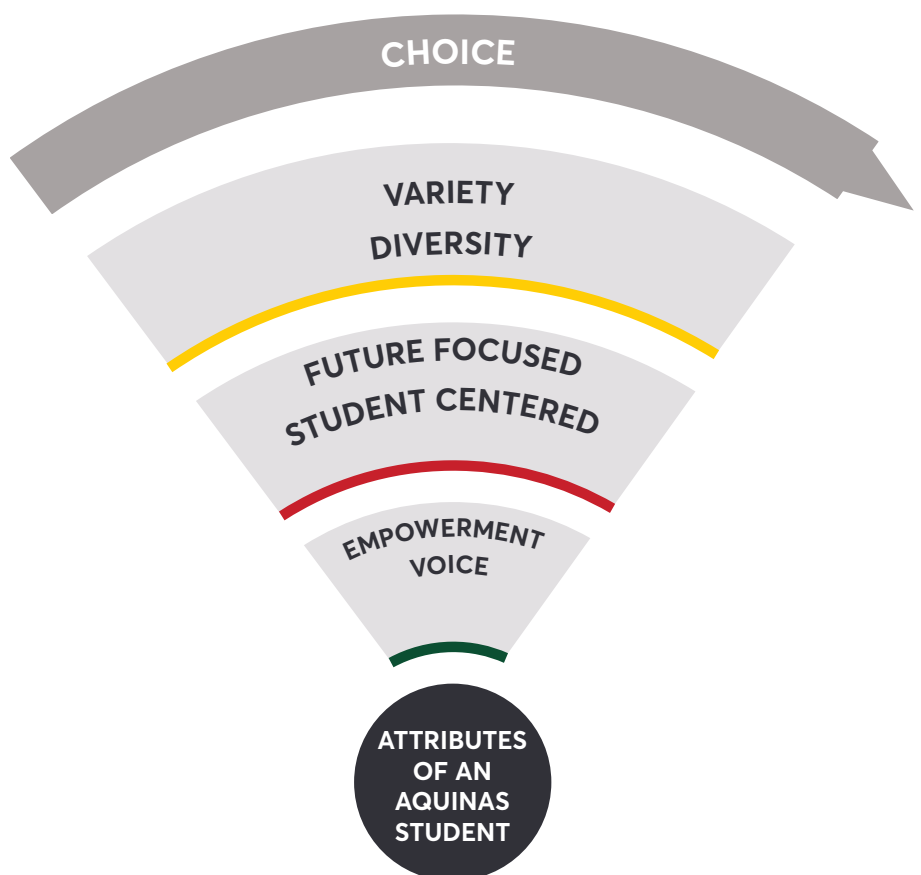 CHOICE
VARIETY
DIVERSITY
FUTURE FOCUSED
STUDENT CENTERED
EMPOWERMENT
VOICE
ATTRIBUTES
OF AN
AQUINAS
STUDENT